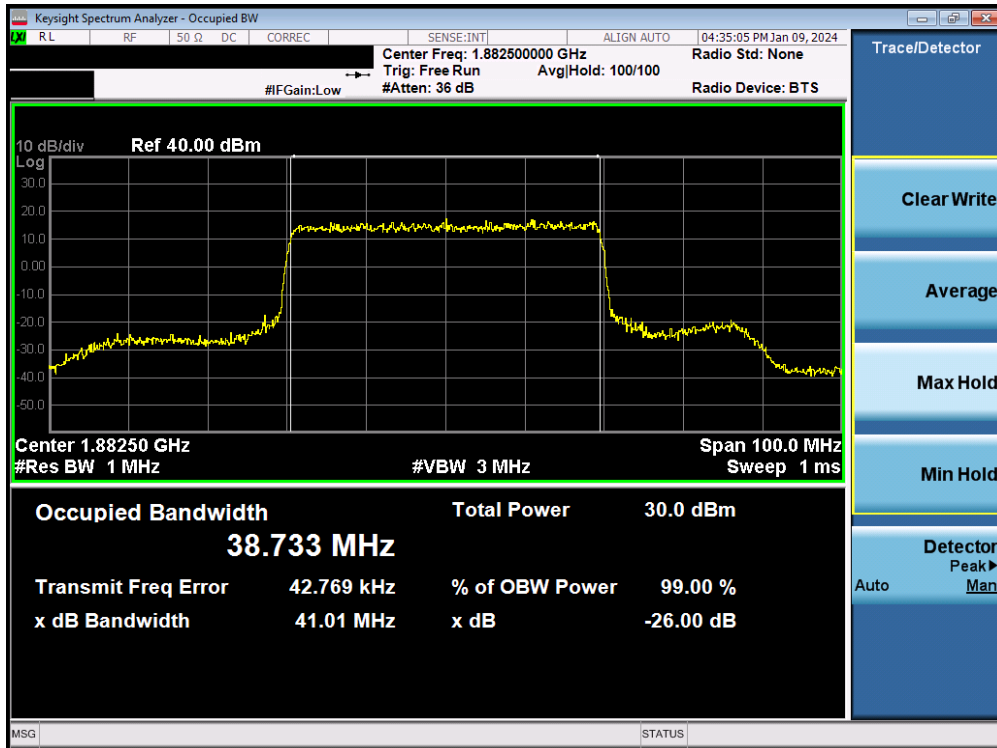 Keysight Spectrum Analyzer - Occupied BW
LXI RL RF 50 Ω DC CORREC SENSE:INT ALIGN AUTO 04:35:05 PM Jan 09, 2024
Center Freq: 1.882500000 GHz Radio Std: None
Trig: Free Run Avg|Hold: 100/100
#IFGain:Low #Atten: 36 dB Radio Device: BTS
10 dB/div Ref 40.00 dBm
Log
30.0
20.0
10.0
0.00
-10.0
-20.0
-30.0
-40.0
-50.0
Center 1.88250 GHz Span 100.0 MHz
#Res BW 1 MHz #VBW 3 MHz Sweep 1 ms
Occupied Bandwidth Total Power 30.0 dBm
38.733 MHz
Transmit Freq Error 42.769 kHz % of OBW Power 99.00 %
x dB Bandwidth 41.01 MHz x dB -26.00 dB
Trace/Detector
Clear Write
Average
Max Hold
Min Hold
Detector
Peak▶
Auto Man
MSG STATUS